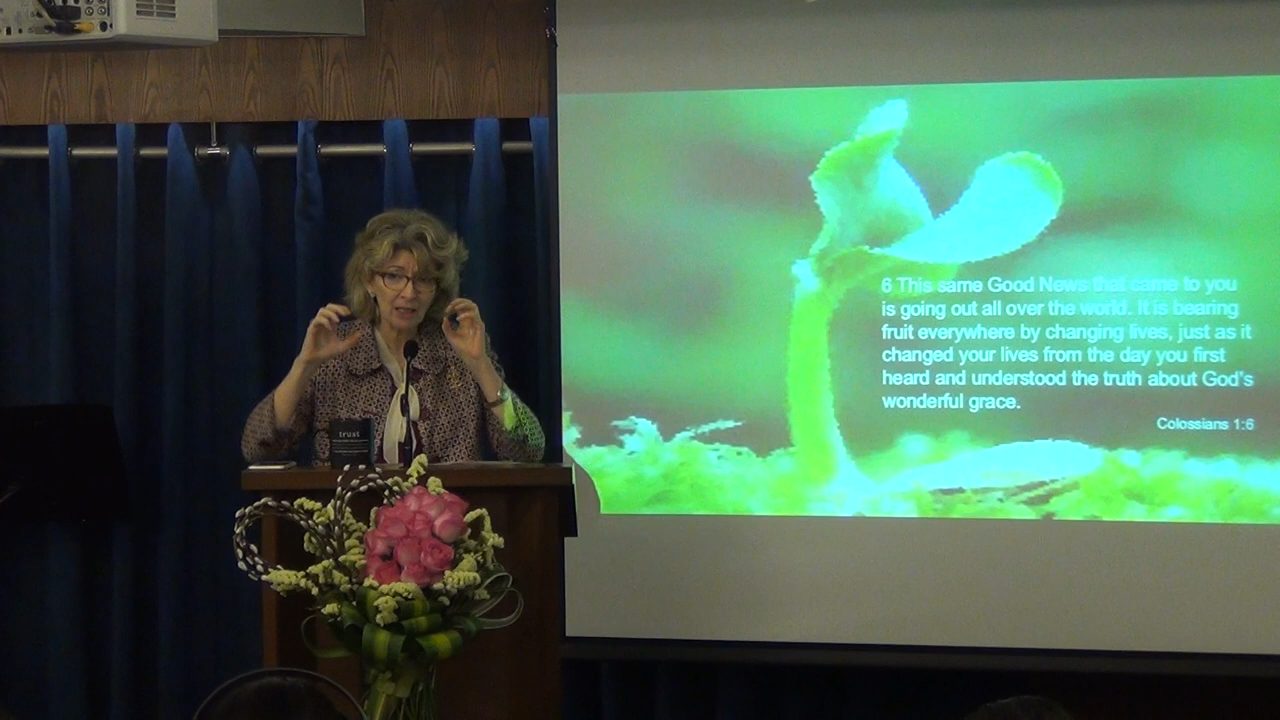 6 This same Good News that came to you
is going out all over the world. It is bearing
fruit everywhere by changing lives, just as it
changed your lives from the day you first
heard and understood the truth about God's
wonderful grace.
Colossians 1:6
trust